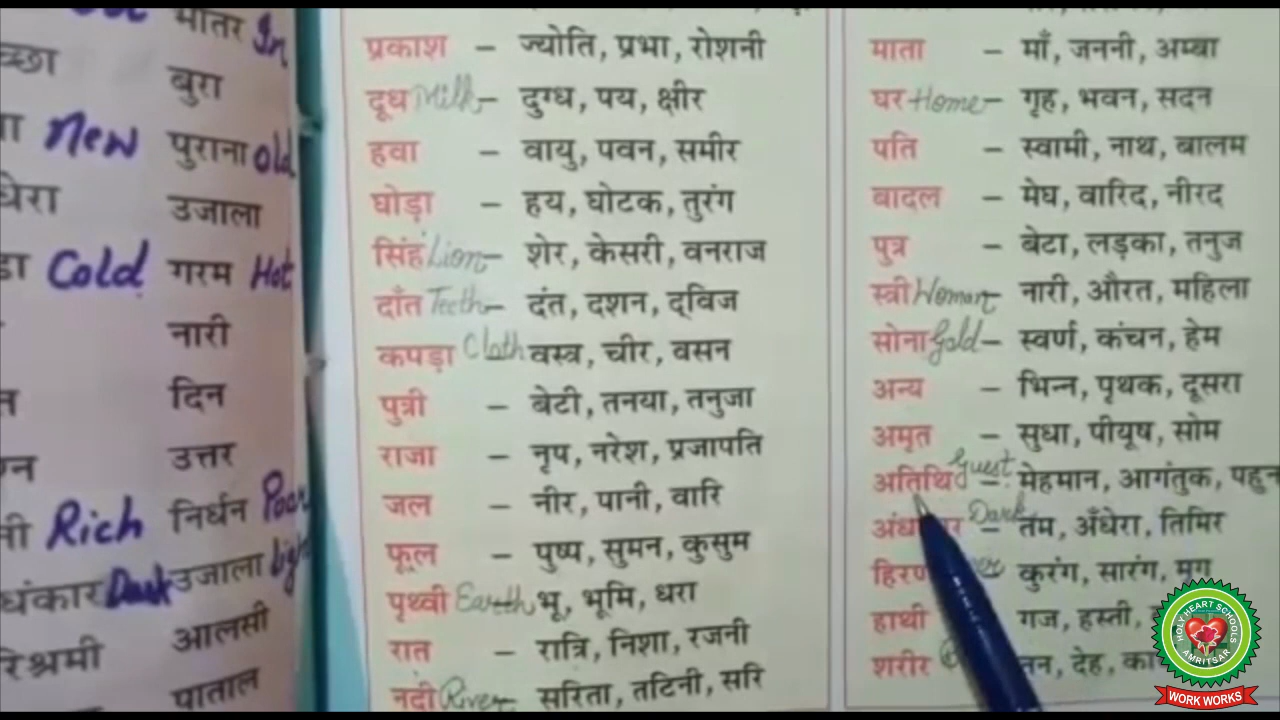 भीतर In
च्छा बुरा
New पुराना Old
धेरा उजाला
Cold गरम Hot
नारी
दिन
उत्तर
Rich निर्धन Poor
धंकार Dark उजाला light
आलसी
रिश्रमी
पाताल
प्रकाश – ज्योति, प्रभा, रोशनी
दूध Milk – दुग्ध, पय, क्षीर
हवा – वायु, पवन, समीर
घोड़ा – हय, घोटक, तुरंग
सिंह Lion – शेर, केसरी, वनराज
दाँत Teeth – दंत, दशन, द्विज
कपड़ा Cloth वस्त्र, चीर, वसन
पुत्री – बेटी, तनया, तनुजा
राजा – नृप, नरेश, प्रजापति
जल – नीर, पानी, वारि
फूल – पुष्प, सुमन, कुसुम
पृथ्वी Earth – भू, भूमि, धरा
रात – रात्रि, निशा, रजनी
नदी River – सरिता, तटिनी, सरि
माता – माँ, जननी, अम्बा
घर Home – गृह, भवन, सदन
पति – स्वामी, नाथ, बालम
बादल – मेघ, वारिद, नीरद
पुत्र – बेटा, लड़का, तनुज
स्त्री Woman – नारी, औरत, महिला
सोना Gold – स्वर्ण, कंचन, हेम
अन्य – भिन्न, पृथक, दूसरा
अमृत – सुधा, पीयूष, सोम
अतिथि Guest – मेहमान, आगंतुक, पहुन
Dark – तम, अँधेरा, तिमिर
हिरण कुरंग, सारंग, मृग
हाथी गज, हस्ती,
शरीर तन, देह,
HOLY HEART SCHOOLS
AMRITSAR
WORK WORKS